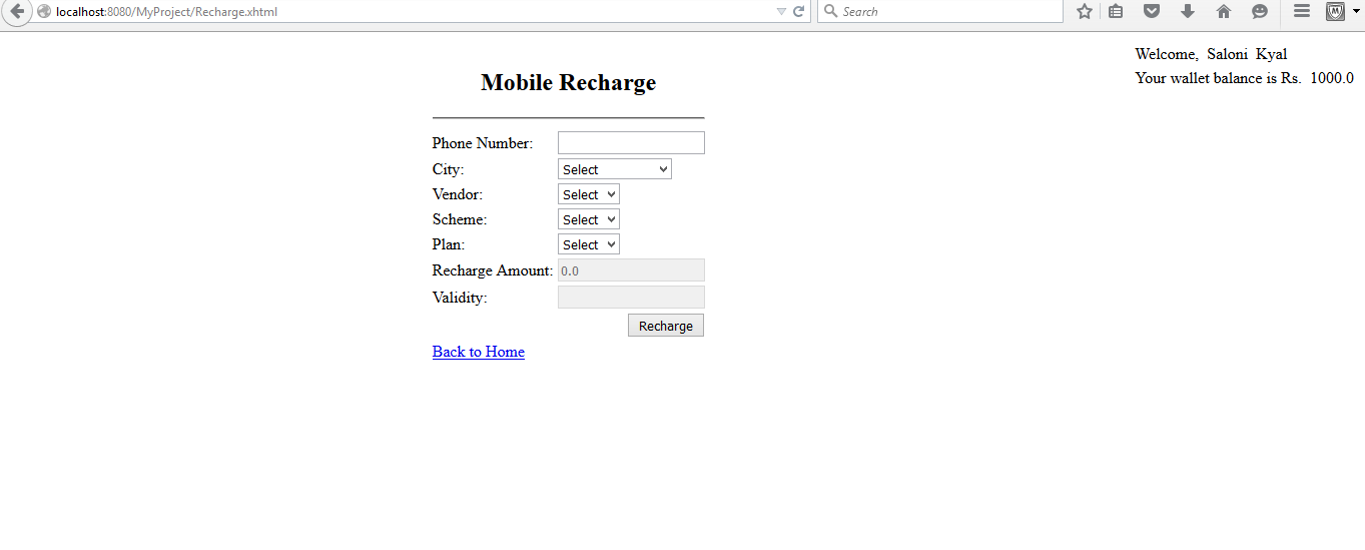 localhost:8080/MyProject/Recharge.xhtml
Search
Welcome, Saloni Kyal
Your wallet balance is Rs. 1000.0
Mobile Recharge
Phone Number:
City: Select
Vendor: Select
Scheme: Select
Plan: Select
Recharge Amount: 0.0
Validity:
Recharge
Back to Home